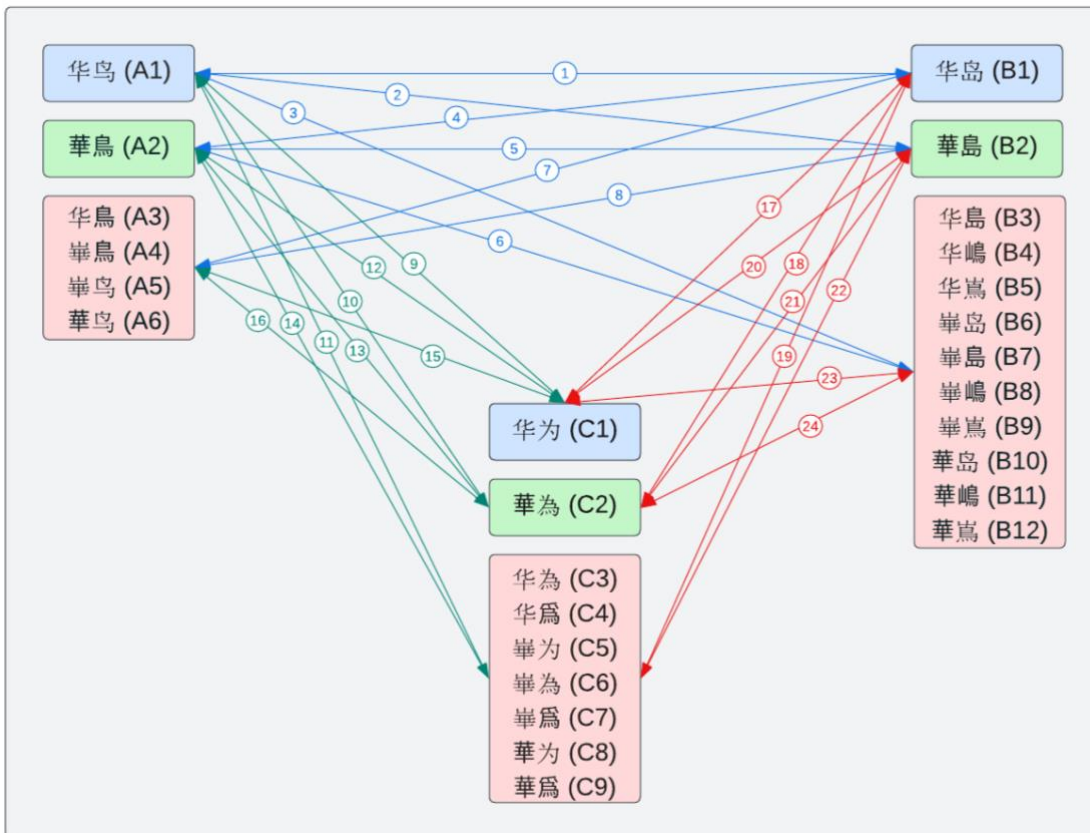 华鸟 (A1)
华岛 (B1)
華鳥 (A2)
華島 (B2)
华鳥 (A3)
崋鳥 (A4)
崋鸟 (A5)
華鸟 (A6)
华島 (B3)
华嶋 (B4)
华嶌 (B5)
崋岛 (B6)
崋島 (B7)
崋嶋 (B8)
崋嶌 (B9)
華岛 (B10)
華嶋 (B11)
華嶌 (B12)
华为 (C1)
華為 (C2)
华為 (C3)
华爲 (C4)
崋为 (C5)
崋為 (C6)
崋爲 (C7)
華为 (C8)
華爲 (C9)
1
2
3
4
5
6
7
8
9
10
11
12
13
14
15
16
17
18
19
20
21
22
23
24